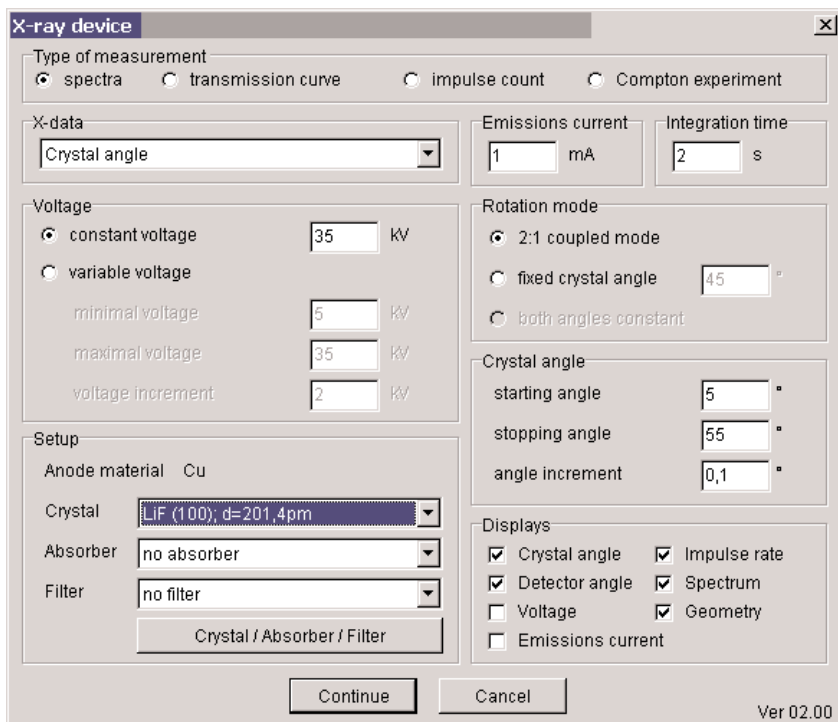 X-ray device
Type of measurement
spectra transmission curve impulse count Compton experiment
X-data
Crystal angle
Emissions current
1 mA
Integration time
2 s
Voltage
constant voltage 35 kV
variable voltage
minimal voltage 5 kV
maximal voltage 35 kV
voltage increment 2 kV
Rotation mode
2:1 coupled mode
fixed crystal angle 45 °
both angles constant
Crystal angle
starting angle 5 °
stopping angle 55 °
angle increment 0,1 °
Setup
Anode material Cu
Crystal LiF (100); d=201,4pm
Absorber no absorber
Filter no filter
Crystal / Absorber / Filter
Displays
Crystal angle Impulse rate
Detector angle Spectrum
Voltage Geometry
Emissions current
Continue Cancel
Ver 02.00